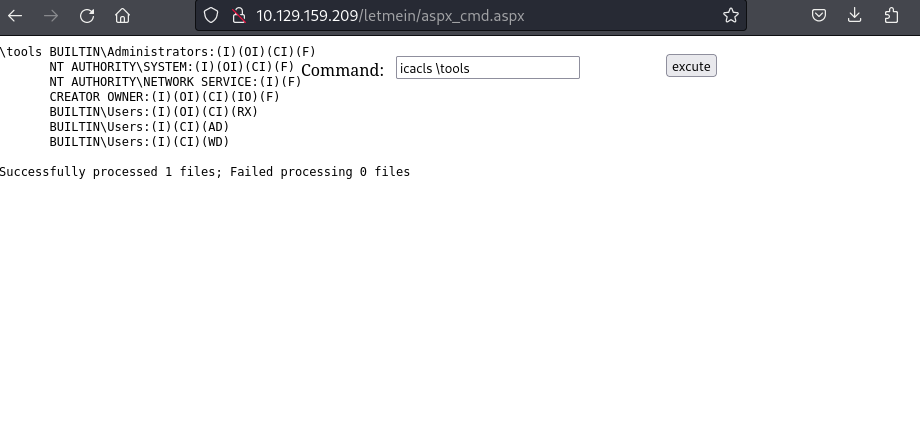 10.129.159.209/letmein/aspx_cmd.aspx
\tools BUILTIN\Administrators:(I)(OI)(CI)(F)
NT AUTHORITY\SYSTEM:(I)(OI)(CI)(F)
Command: icacls \tools excute
NT AUTHORITY\NETWORK SERVICE:(I)(F)
CREATOR OWNER:(I)(OI)(CI)(IO)(F)
BUILTIN\Users:(I)(OI)(CI)(RX)
BUILTIN\Users:(I)(CI)(AD)
BUILTIN\Users:(I)(CI)(WD)
Successfully processed 1 files; Failed processing 0 files